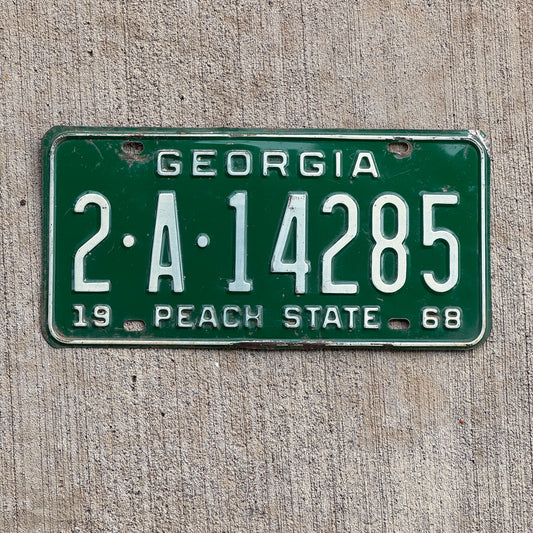 GEORGIA
2·A·14285
19 PEACH STATE 68